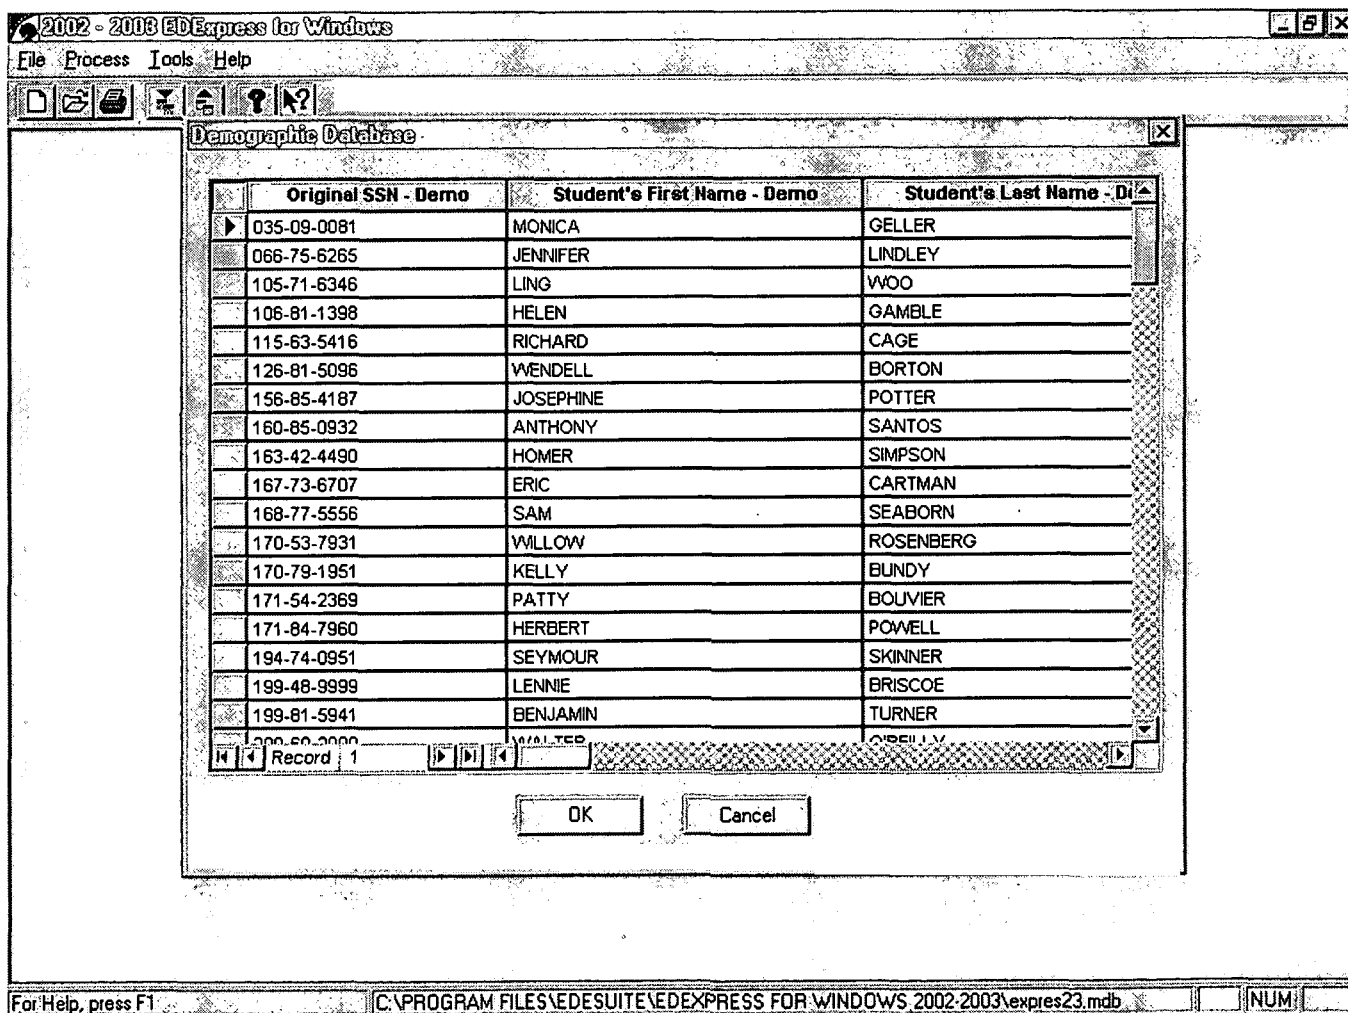 2002 - 2003 EDExpress for Windows
File Process Tools Help
Demographic Database
Original SSN - Demo Student's First Name - Demo Student's Last Name - De
035-09-0081 MONICA GELLER
066-75-6265 JENNIFER LINDLEY
105-71-6346 LING WOO
106-81-1398 HELEN GAMBLE
115-63-5416 RICHARD CAGE
126-81-5096 WENDELL BORTON
156-85-4187 JOSEPHINE POTTER
160-85-0932 ANTHONY SANTOS
163-42-4490 HOMER SIMPSON
167-73-6707 ERIC CARTMAN
168-77-5556 SAM SEABORN
170-53-7931 WILLOW ROSENBERG
170-79-1951 KELLY BUNDY
171-54-2369 PATTY BOUVIER
171-84-7960 HERBERT POWELL
194-74-0951 SEYMOUR SKINNER
199-48-9999 LENNIE BRISCOE
199-81-5941 BENJAMIN TURNER
WALTER O'REILLY
Record 1
OK Cancel
For Help, press F1 C:\PROGRAM FILES\EDESUITE\EDEXPRESS FOR WINDOWS 2002-2003\expres23.mdb NUM